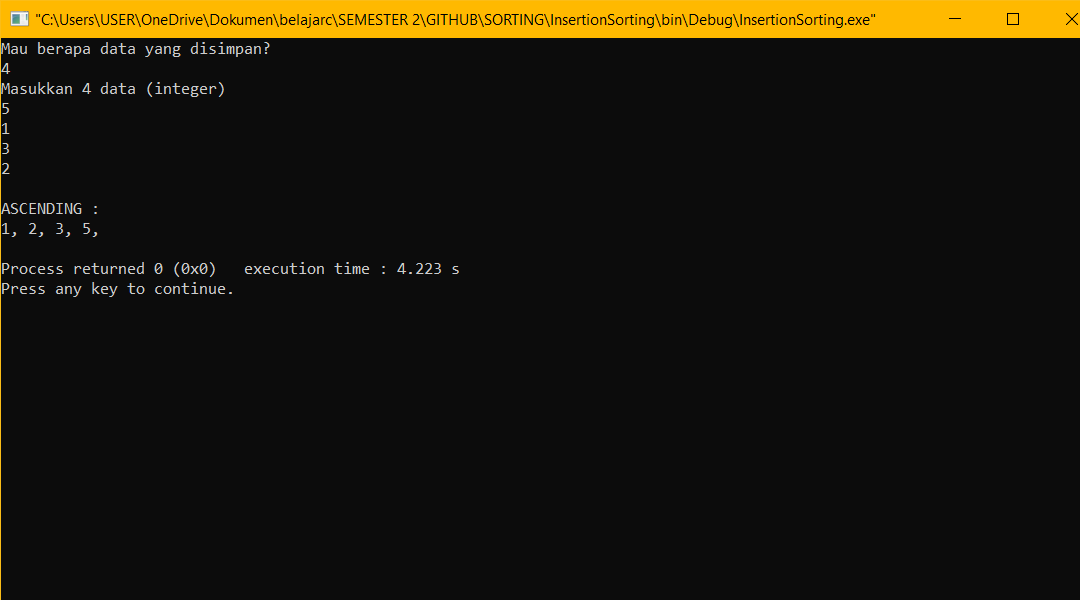 "C:\Users\USER\OneDrive\Dokumen\belajarc\SEMESTER 2\GITHUB\SORTING\InsertionSorting\bin\Debug\InsertionSorting.exe"
Mau berapa data yang disimpan?
4
Masukkan 4 data (integer)
5
1
3
2
ASCENDING :
1, 2, 3, 5,
Process returned 0 (0x0)   execution time : 4.223 s
Press any key to continue.